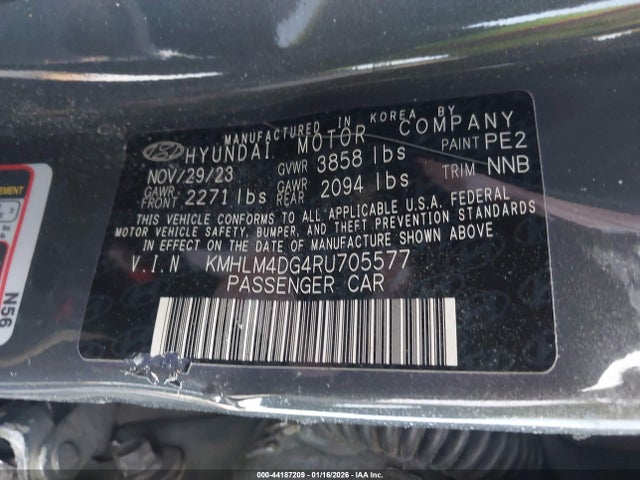 MANUFACTURED IN KOREA BY
HYUNDAI MOTOR COMPANY
NOV/29/23 GVWR 3858 lbs PAINT PE2
GAWR FRONT 2271 lbs GAWR REAR 2094 lbs TRIM NNB
THIS VEHICLE CONFORMS TO ALL APPLICABLE U.S.A. FEDERAL
MOTOR VEHICLE SAFETY, BUMPER, AND THEFT PREVENTION STANDARDS
IN EFFECT ON THE DATE OF MANUFACTURE SHOWN ABOVE
V.I.N KMHLM4DG4RU705577
PASSENGER CAR
N56
000-44187209 - 01/16/2026 - IAA Inc.